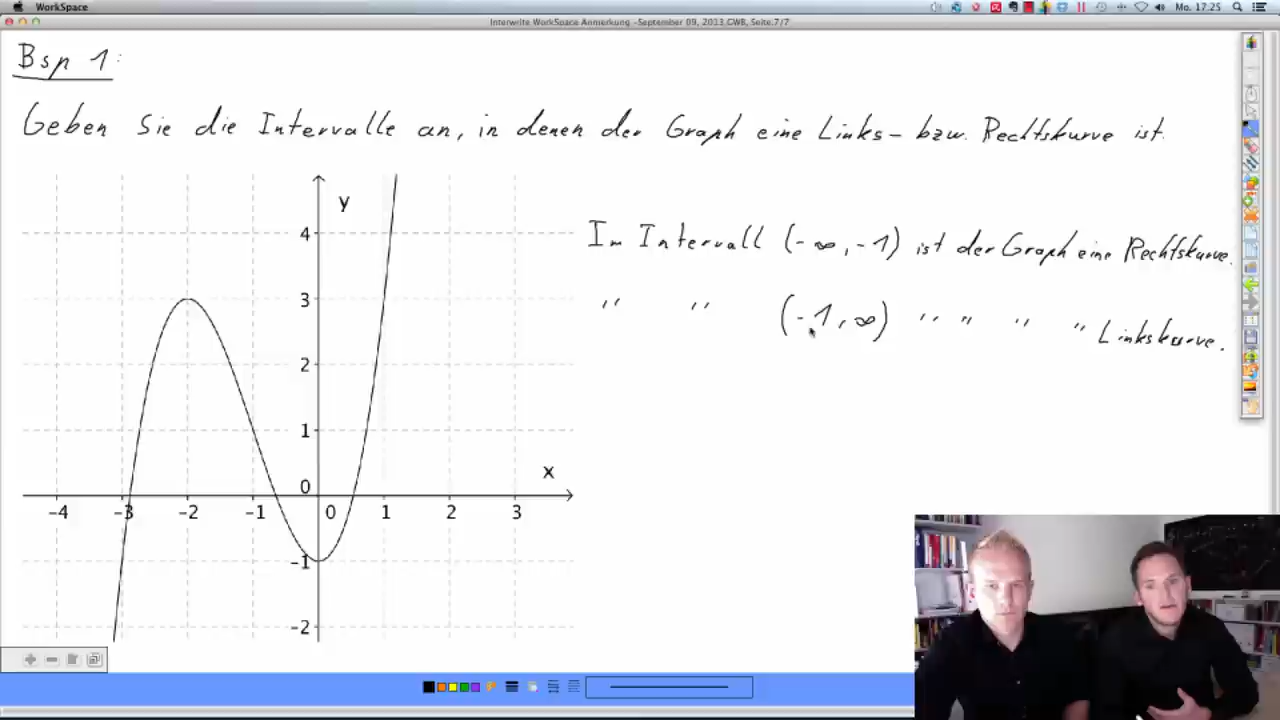 WorkSpace
Mo. 17.25
Interwrite WorkSpace Anmerkung -September 09, 2013.GWB, Seite.7/7
Bsp 1:
Geben Sie die Intervalle an, in denen der Graph eine Links- bzw. Rechtskurve ist.
Im Intervall (-∞,-1) ist der Graph eine Rechtskurve.
" " (-1,∞) " " " " Linkskurve.
y
4
3
2
1
0
x
-4 -3 -2 -1 0 1 2 3
-1
-2